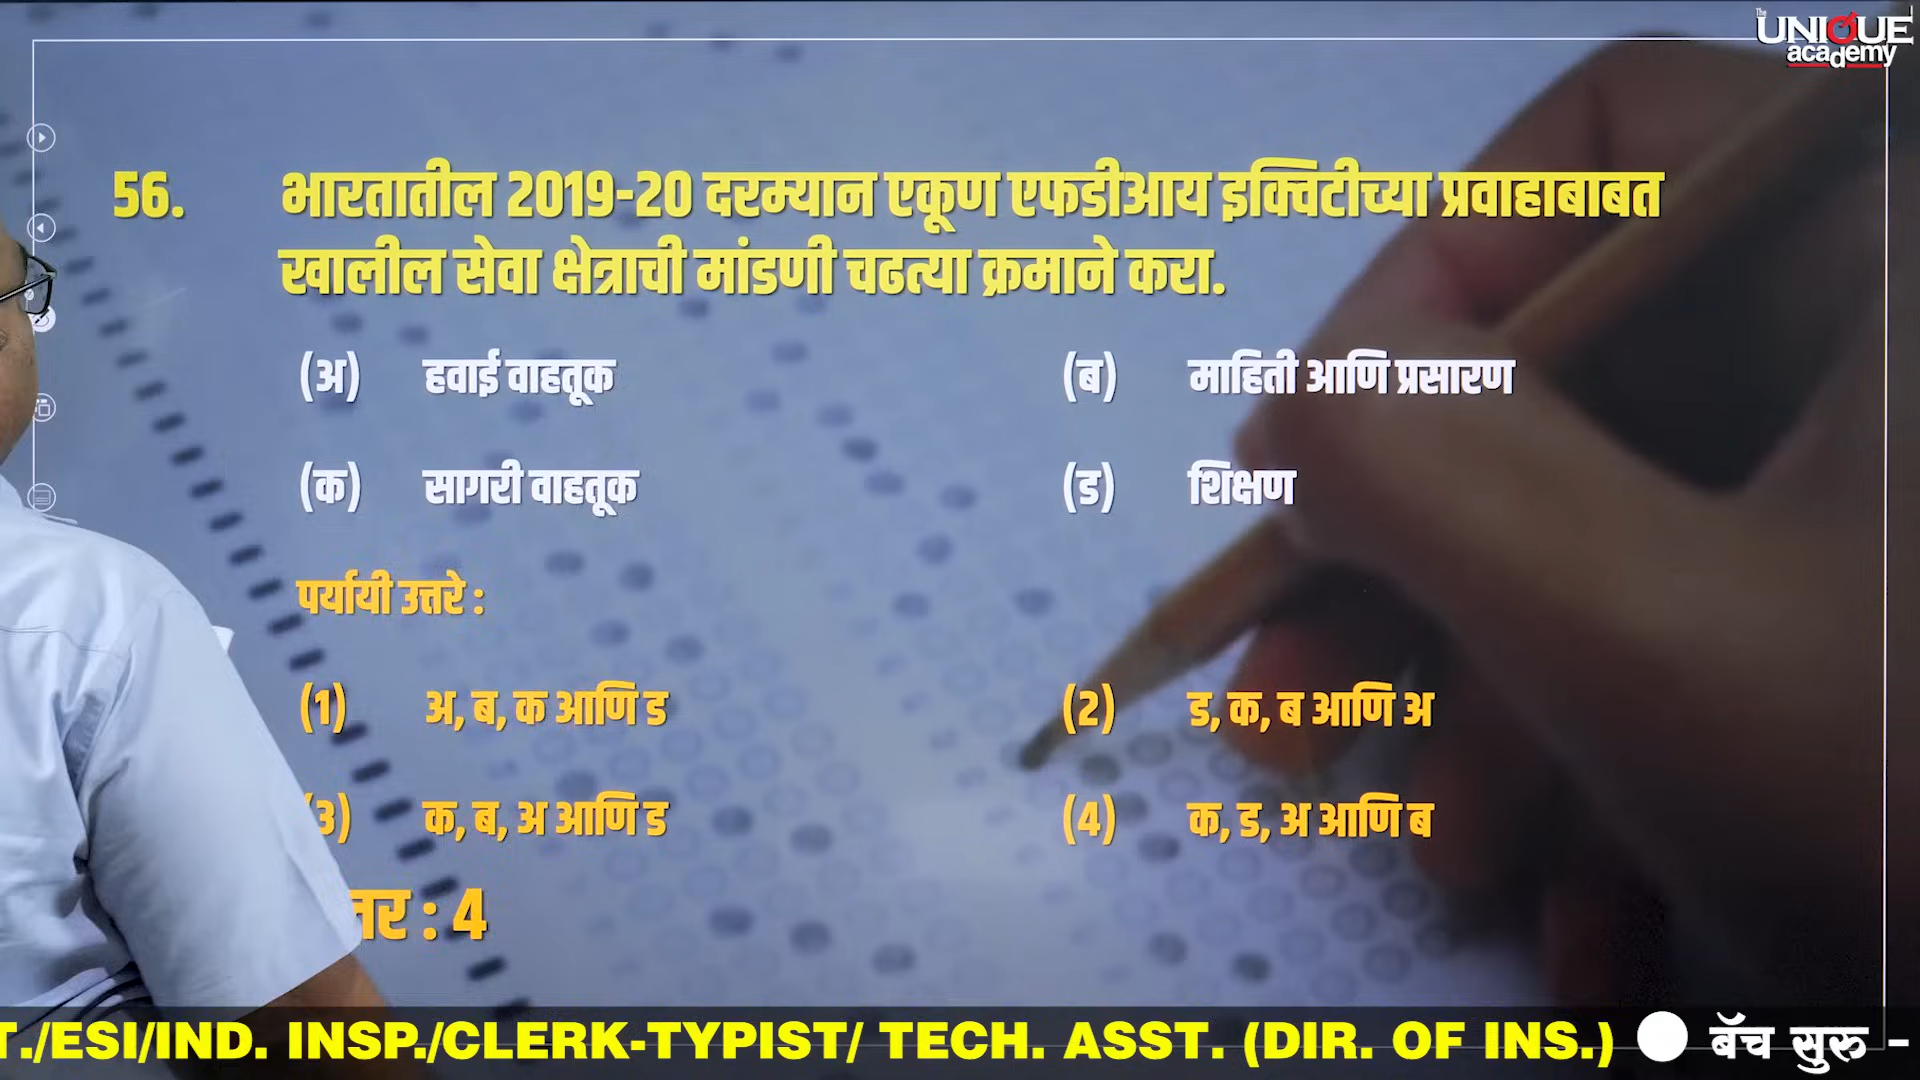 The UNIQUE academy
56. भारतातील 2019-20 दरम्यान एकूण एफडीआय इक्विटीच्या प्रवाहाबाबत
खालील सेवा क्षेत्राची मांडणी चढत्या क्रमाने करा.
(अ) हवाई वाहतूक (ब) माहिती आणि प्रसारण
(क) सागरी वाहतूक (ड) शिक्षण
पर्यायी उत्तरे :
(1) अ, ब, क आणि ड (2) ड, क, ब आणि अ
3) क, ब, अ आणि ड (4) क, ड, अ आणि ब
: 4
T./ESI/IND. INSP./CLERK-TYPIST/ TECH. ASST. (DIR. OF INS.) बॅच सुरु -